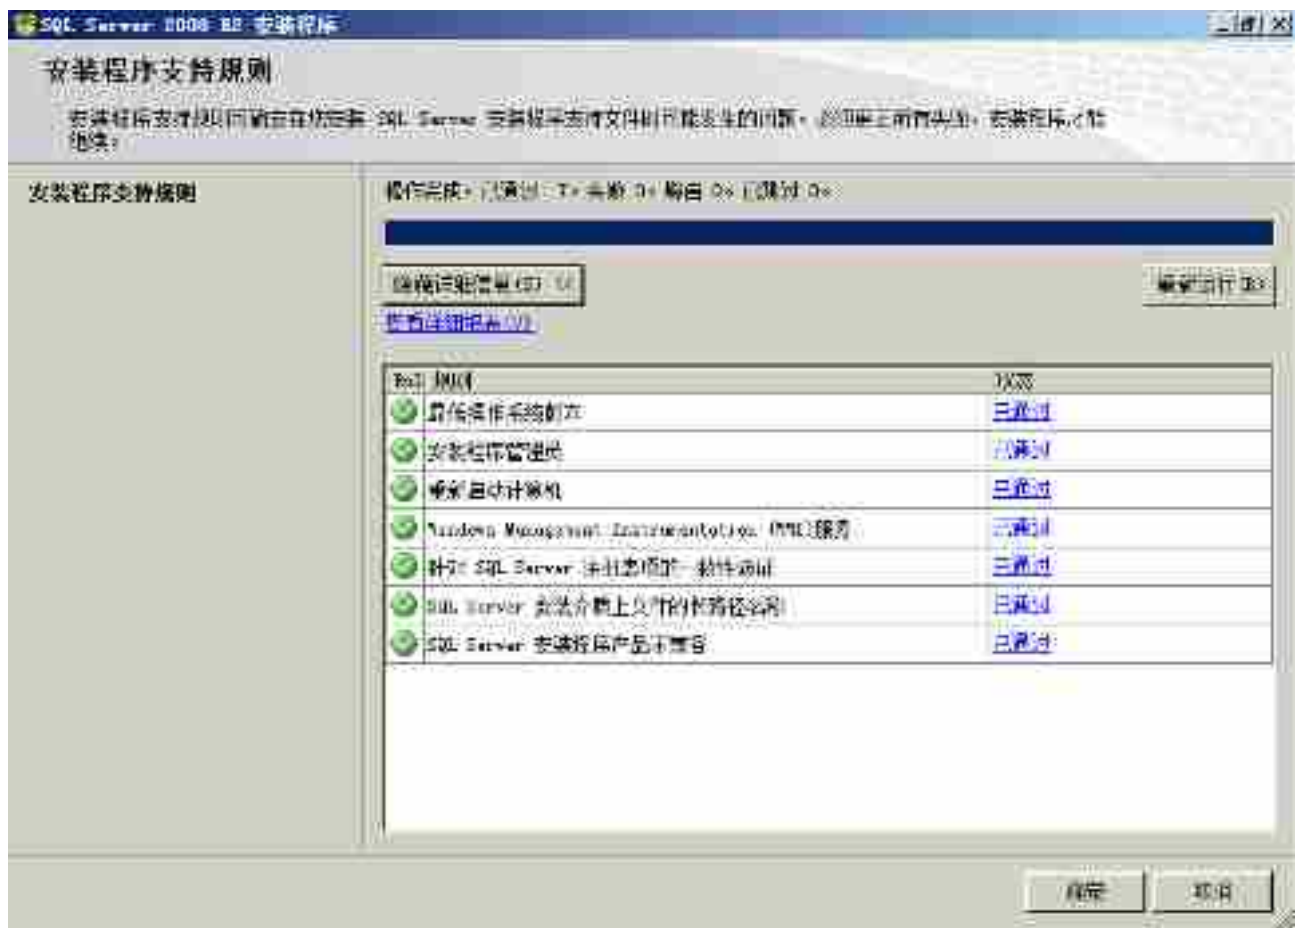 SQL Server 2008 R2 安装程序
安装程序支持规则
安装程序支持规则可确定在您安装 SQL Server 安装程序支持文件时可能发生的问题。必须更正所有失败，安装程序才能
继续。
安装程序支持规则
操作完成。已通过: 7。失败 0。警告 0。已跳过 0。
隐藏详细信息(S) <<
重新运行(R)
查看详细报表(V)
规则 状态
最低操作系统版本 已通过
安装程序管理员 已通过
重新启动计算机 已通过
Windows Management Instrumentation (WMI)服务 已通过
针对 SQL Server 注册表项的一致性验证 已通过
SQL Server 安装介质上文件的长路径名称 已通过
SQL Server 安装程序产品不兼容 已通过
确定 取消